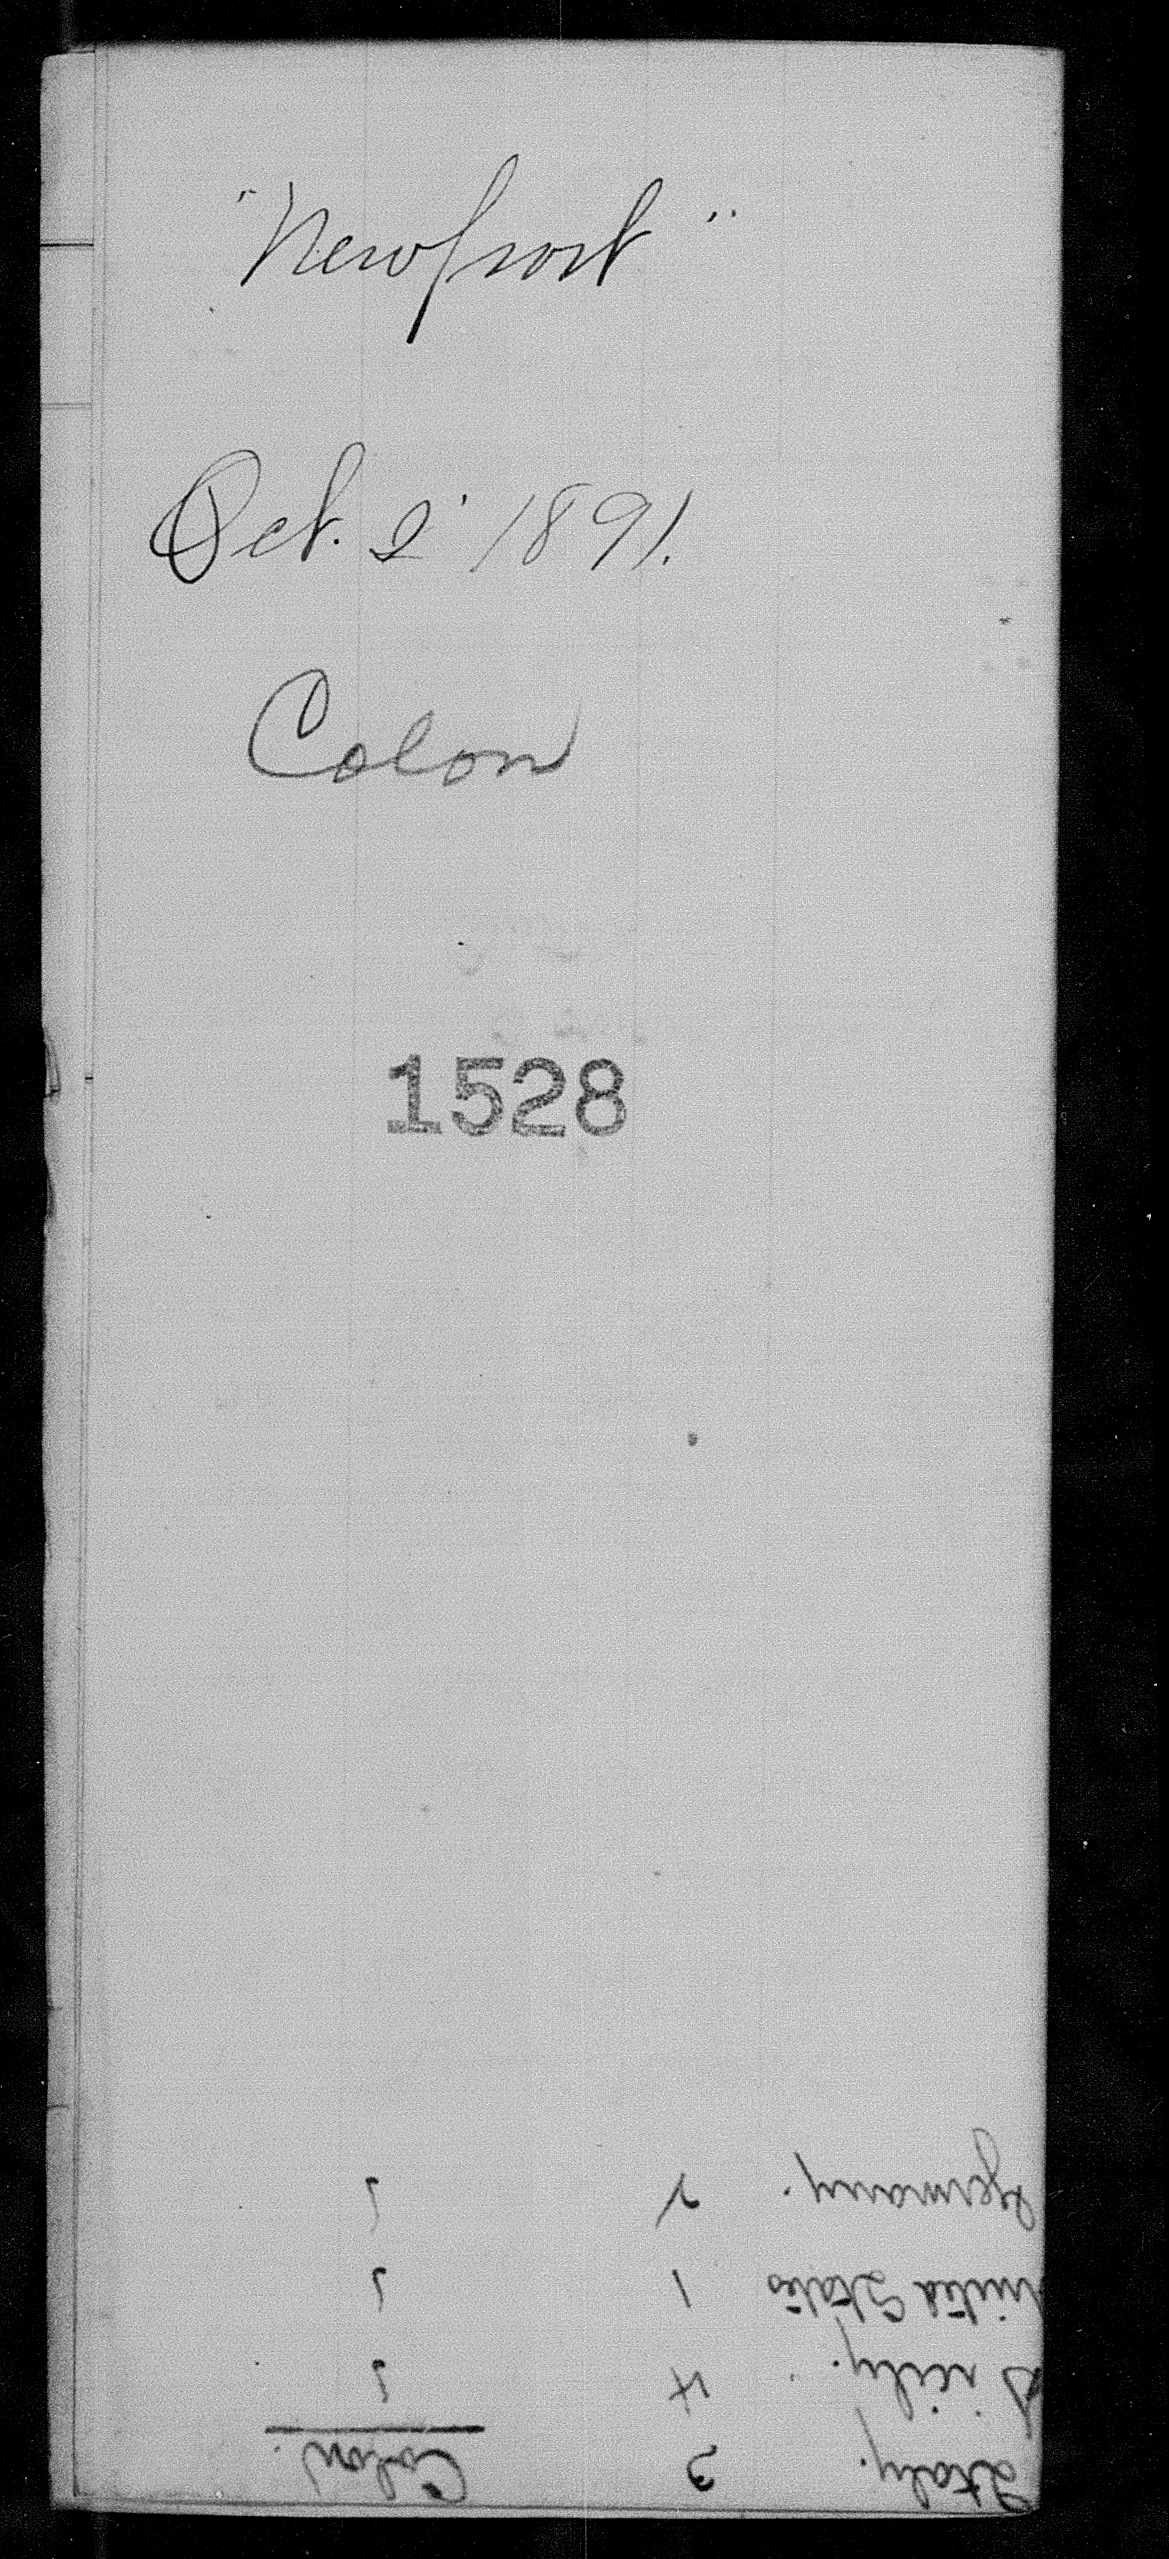 "Newport"
Oct. 2' 1891.
Colon
1528
Italy. 3 Colon.
Sicily. 4 "
United States 1 "
Germany. 2 "